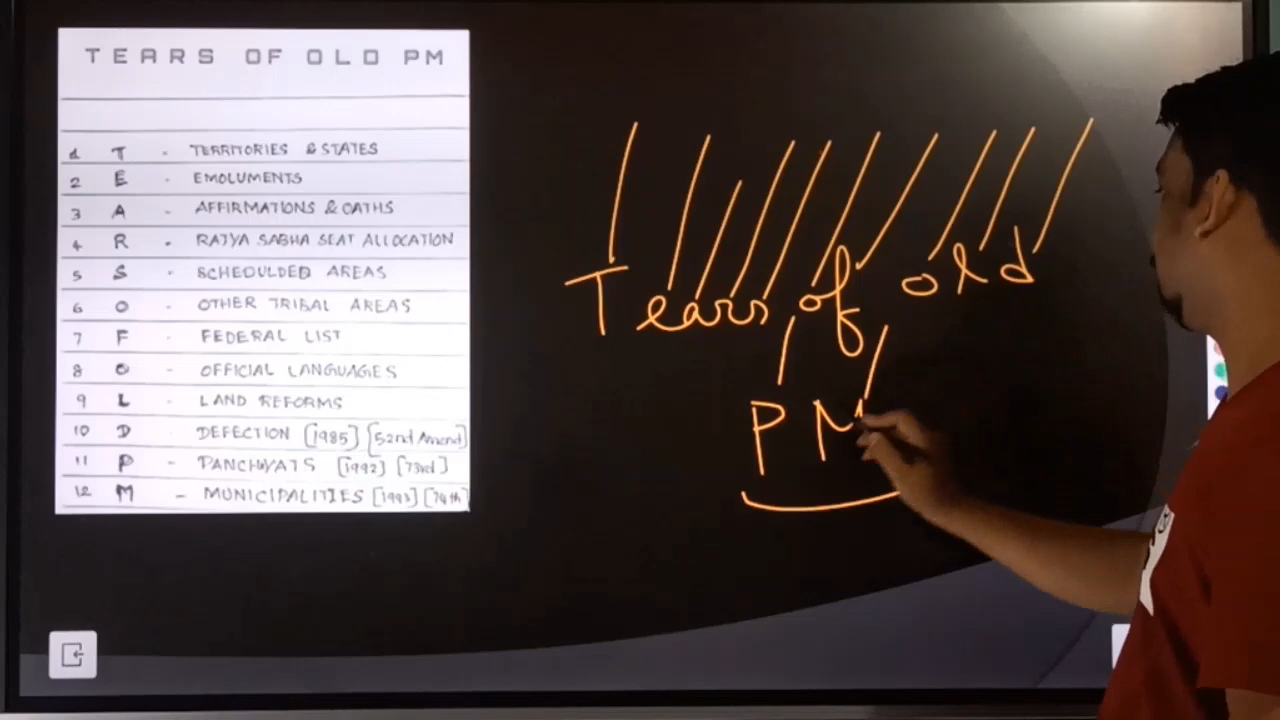 TEARS OF OLD PM
1 T - TERRITORIES & STATES
2 E - EMOLUMENTS
3 A - AFFIRMATIONS & OATHS
4 R - RAJYA SABHA SEAT ALLOCATION
5 S - SCHEDULDED AREAS
6 O - OTHER TRIBAL AREAS
7 F - FEDERAL LIST
8 O - OFFICIAL LANGUAGES
9 L - LAND REFORMS
10 D - DEFECTION [1985] [52nd Amend]
11 P - PANCHAYATS [1992] [73rd]
12 M - MUNICIPALITIES [1993] [74th]
Tears of old
PM